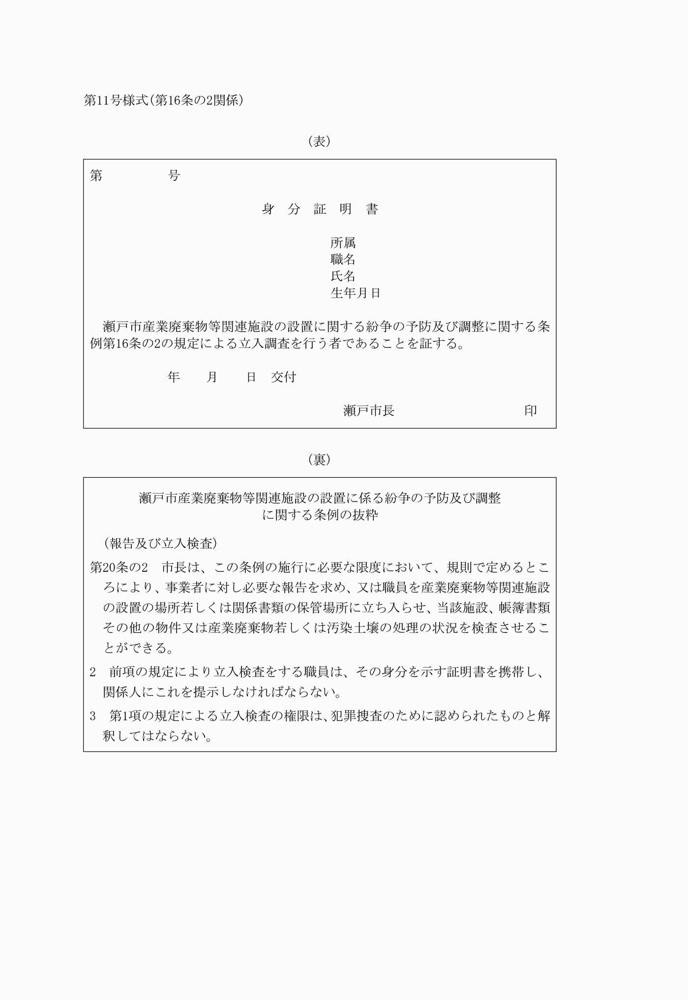 第11号様式(第16条の2関係)
(表)
第　　　　　号
身　分　証　明　書
所属
職名
氏名
生年月日
瀬戸市産業廃棄物等関連施設の設置に関する紛争の予防及び調整に関する条
例第16条の2の規定による立入調査を行う者であることを証する。
年　　月　　日　交付
瀬戸市長　　　　　　　　　　印
(裏)
瀬戸市産業廃棄物等関連施設の設置に係る紛争の予防及び調整
に関する条例の抜粋
(報告及び立入検査)
第20条の2　市長は、この条例の施行に必要な限度において、規則で定めるとこ
ろにより、事業者に対し必要な報告を求め、又は職員を産業廃棄物等関連施設
の設置の場所若しくは関係書類の保管場所に立ち入らせ、当該施設、帳簿書類
その他の物件又は産業廃棄物若しくは汚染土壌の処理の状況を検査させるこ
とができる。
2　前項の規定により立入検査をする職員は、その身分を示す証明書を携帯し、
関係人にこれを提示しなければならない。
3　第1項の規定による立入検査の権限は、犯罪捜査のために認められたものと解
釈してはならない。